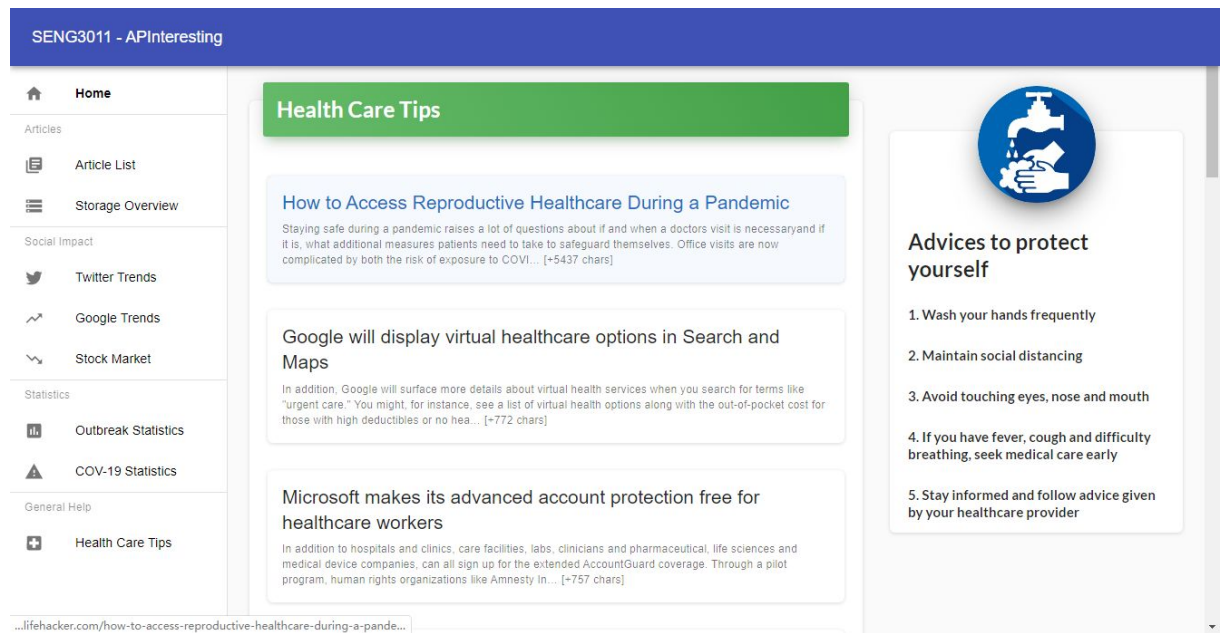 SENG3011 - APInteresting
Home
Articles
Article List
Storage Overview
Social Impact
Twitter Trends
Google Trends
Stock Market
Statistics
Outbreak Statistics
COV-19 Statistics
General Help
Health Care Tips
Health Care Tips
How to Access Reproductive Healthcare During a Pandemic
Staying safe during a pandemic raises a lot of questions about if and when a doctors visit is necessaryand if
it is, what additional measures patients need to take to safeguard themselves. Office visits are now
complicated by both the risk of exposure to COVI... [+5437 chars]
Google will display virtual healthcare options in Search and
Maps
In addition, Google will surface more details about virtual health services when you search for terms like
"urgent care." You might, for instance, see a list of virtual health options along with the out-of-pocket cost for
those with high deductibles or no hea... [+772 chars]
Microsoft makes its advanced account protection free for
healthcare workers
In addition to hospitals and clinics, care facilities, labs, clinicians and pharmaceutical, life sciences and
medical device companies, can all sign up for the extended AccountGuard coverage. Through a pilot
program, human rights organizations like Amnesty In... [+757 chars]
Advices to protect
yourself
1. Wash your hands frequently
2. Maintain social distancing
3. Avoid touching eyes, nose and mouth
4. If you have fever, cough and difficulty
breathing, seek medical care early
5. Stay informed and follow advice given
by your healthcare provider
...lifehacker.com/how-to-access-reproductive-healthcare-during-a-pande...